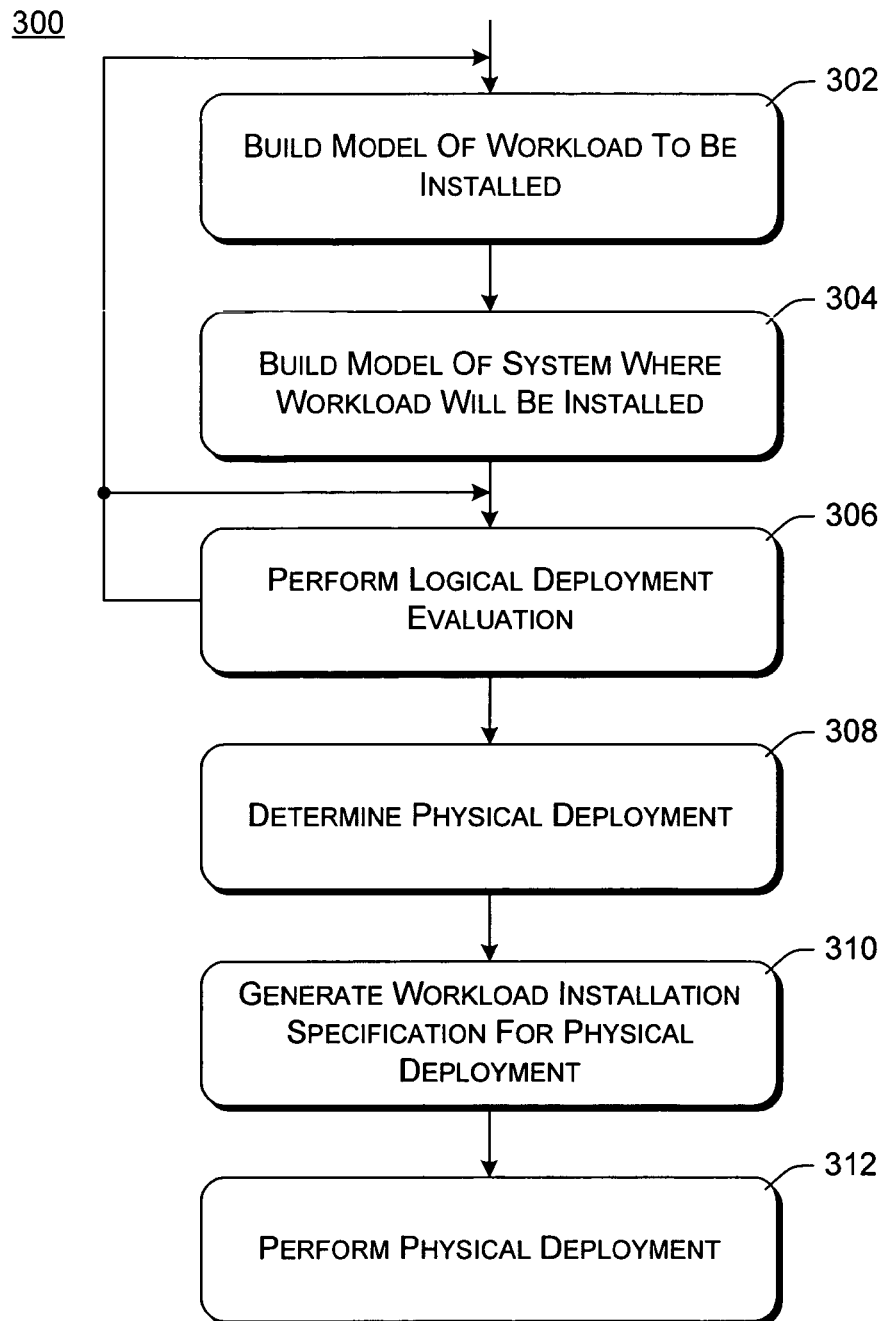 300
302
BUILD MODEL OF WORKLOAD TO BE
INSTALLED
304
BUILD MODEL OF SYSTEM WHERE
WORKLOAD WILL BE INSTALLED
306
PERFORM LOGICAL DEPLOYMENT
EVALUATION
308
DETERMINE PHYSICAL DEPLOYMENT
310
GENERATE WORKLOAD INSTALLATION
SPECIFICATION FOR PHYSICAL
DEPLOYMENT
312
PERFORM PHYSICAL DEPLOYMENT